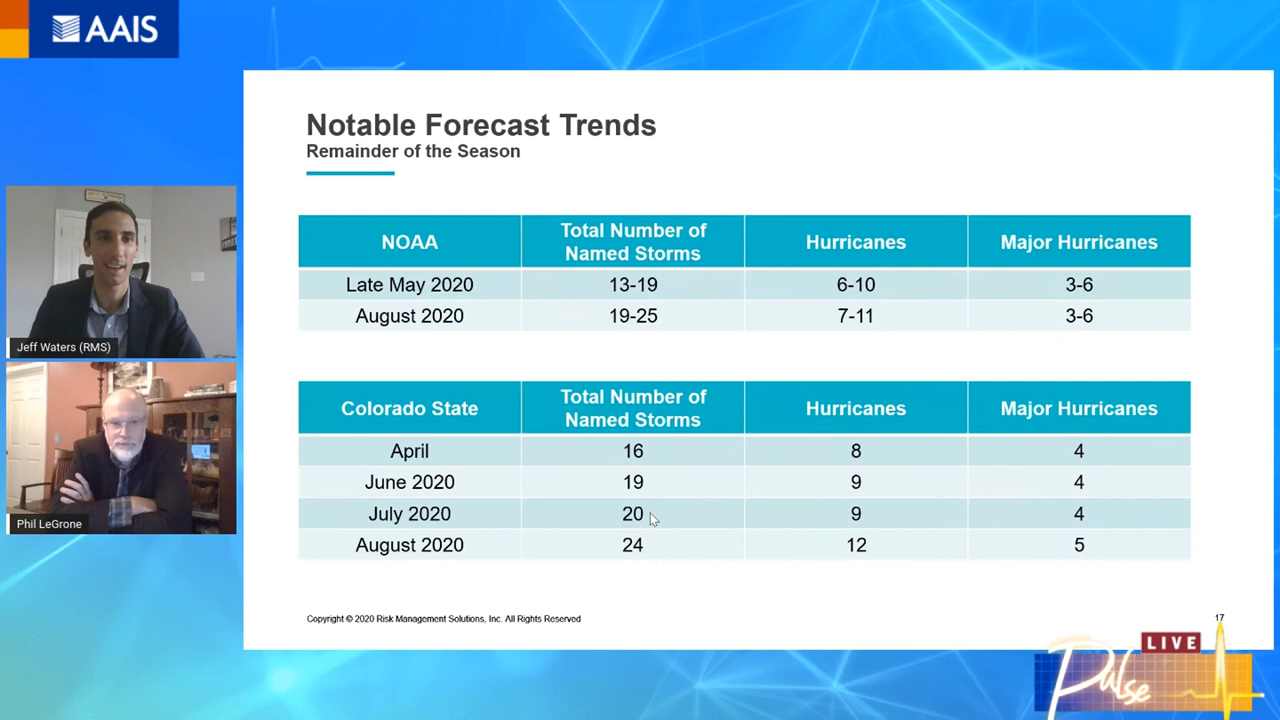 AAIS
Notable Forecast Trends
Remainder of the Season
NOAA
Total Number of
Named Storms
Hurricanes
Major Hurricanes
Late May 2020
13-19
6-10
3-6
August 2020
19-25
7-11
3-6
Colorado State
Total Number of
Named Storms
Hurricanes
Major Hurricanes
April
16
8
4
June 2020
19
9
4
July 2020
20
9
4
August 2020
24
12
5
Copyright © 2020 Risk Management Solutions, Inc. All Rights Reserved
17
Jeff Waters (RMS)
Phil LeGrone
LIVE
Pulse